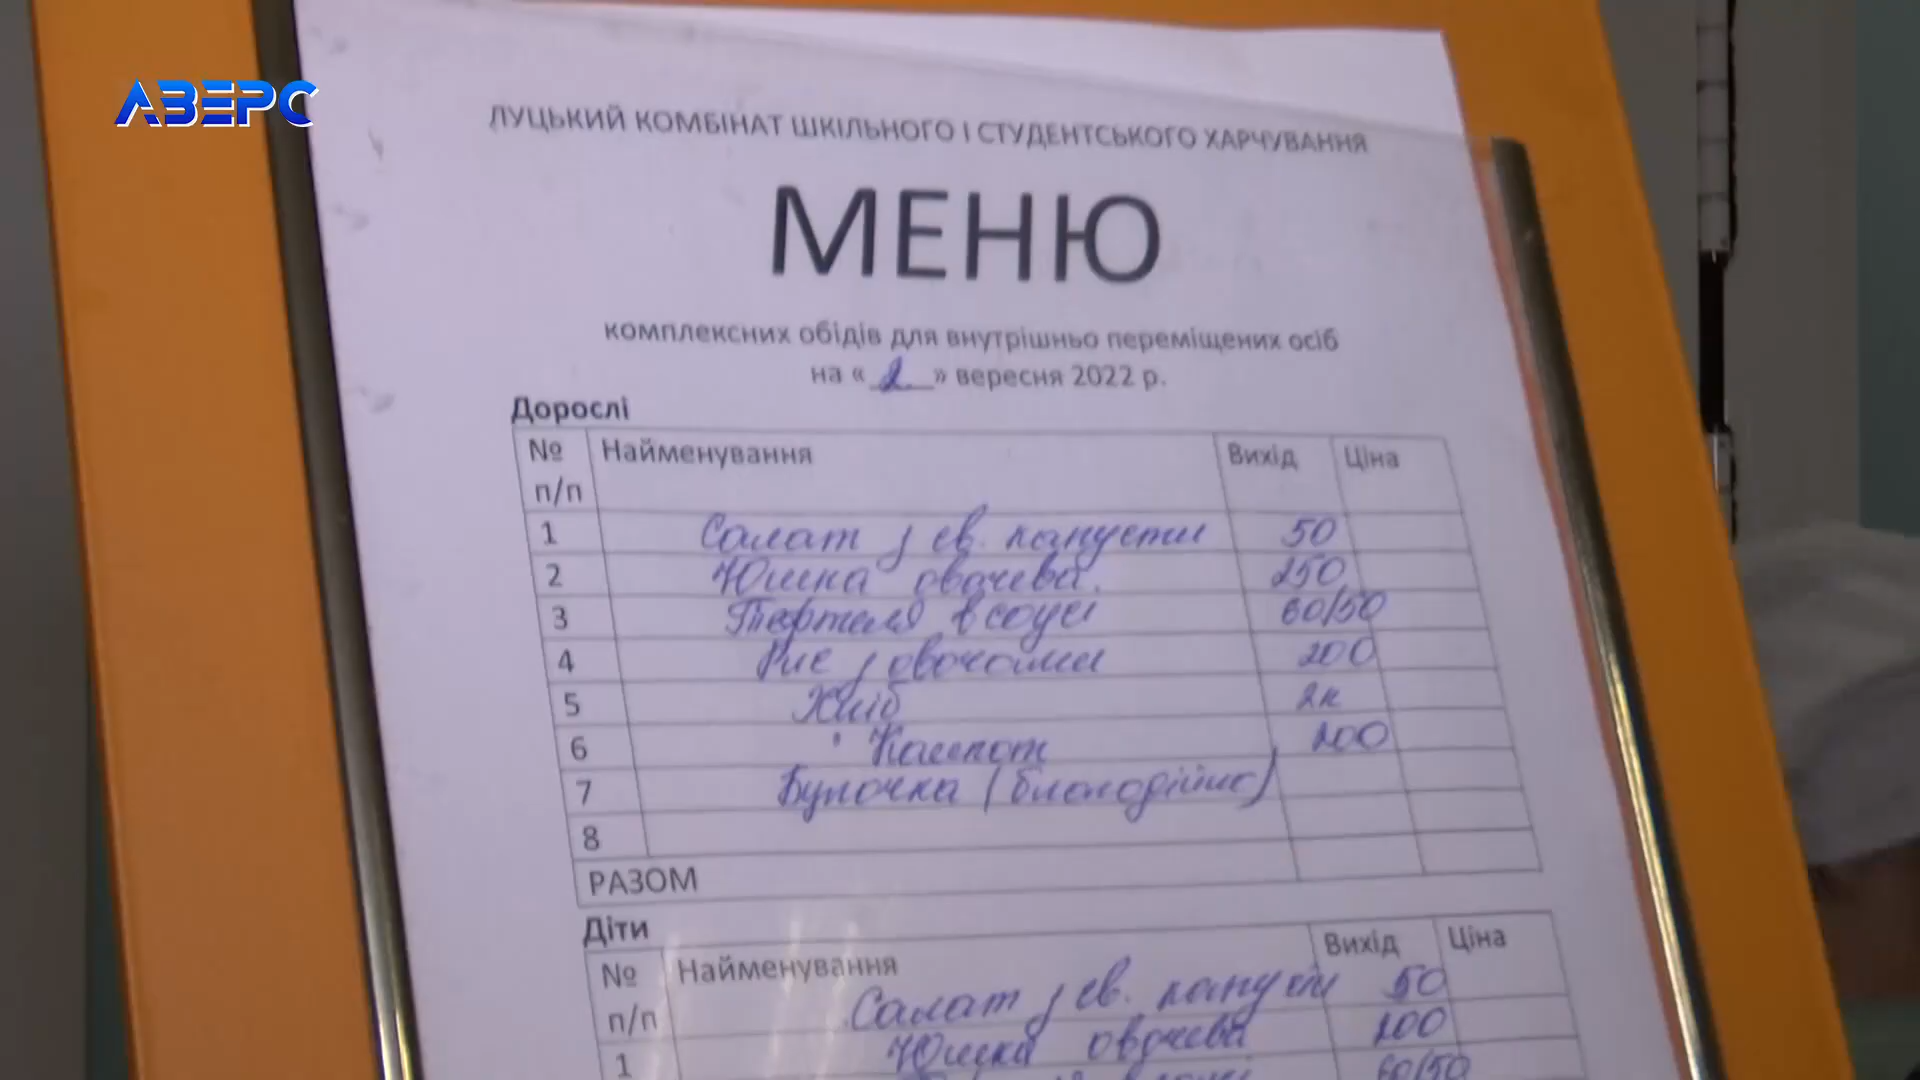 АВЕРС
ЛУЦЬКИЙ КОМБІНАТ ШКІЛЬНОГО І СТУДЕНТСЬКОГО ХАРЧУВАННЯ
МЕНЮ
комплексних обідів для внутрішньо переміщених осіб
на «2» вересня 2022 р.
Дорослі
№ п/п Найменування Вихід Ціна
1 Салат з св. капусти 50
2 Юшка овочева. 250
3 Тефтеля в соусі 60/50
4 Рис з овочами 200
5 Хліб 2к
6 Компот 200
7 Булочка (благодійно)
8
РАЗОМ
Діти
№ п/п Найменування Вихід Ціна
Салат з св. капусти 50
Юшка овочева 200
1 60/50